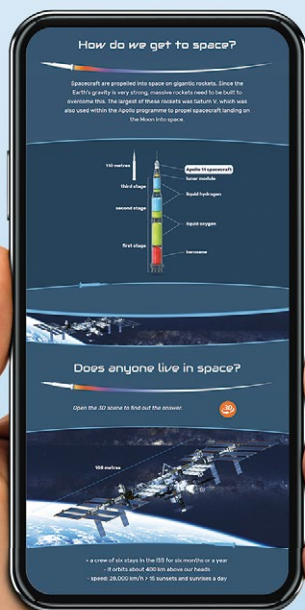 How do we get to space?
Spacecraft are propelled into space on gigantic rockets. Since the
Earth's gravity is very strong, massive rockets need to be built to
overcome this. The largest of these rockets was Saturn V, which was
also used within the Apollo programme to propel spacecraft landing on
the Moon into space.
110 metres
Apollo 11 spacecraft
lunar module
third stage
liquid hydrogen
second stage
liquid oxygen
first stage
kerosene
Does anyone live in space?
Open the 3D scene to find out the answer.
3D
108 metres
- a crew of six stays in the ISS for six months or a year
- it orbits about 400 km above our heads
- speed: 28,000 km/h > 15 sunsets and sunrises a day